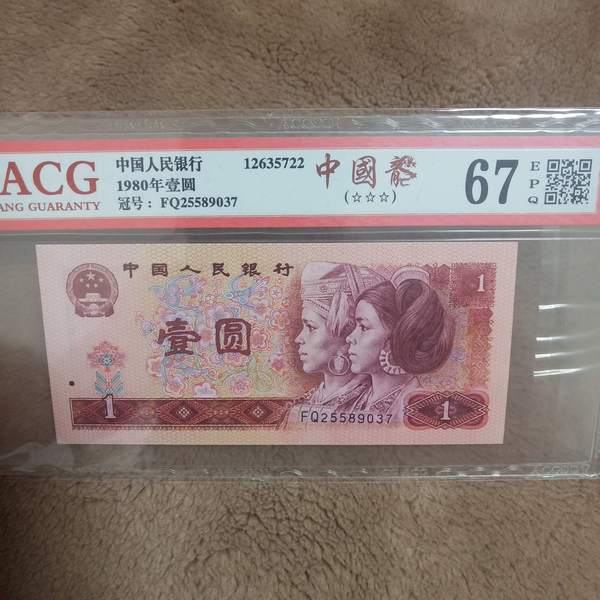 ACG
ANG GUARANTY
中国人民银行
1980年壹圆
冠号：FQ25589037
12635722
中國龍
(☆☆☆)
67
EPQ
中国人民银行
1
壹圆
1
FQ25589037
1